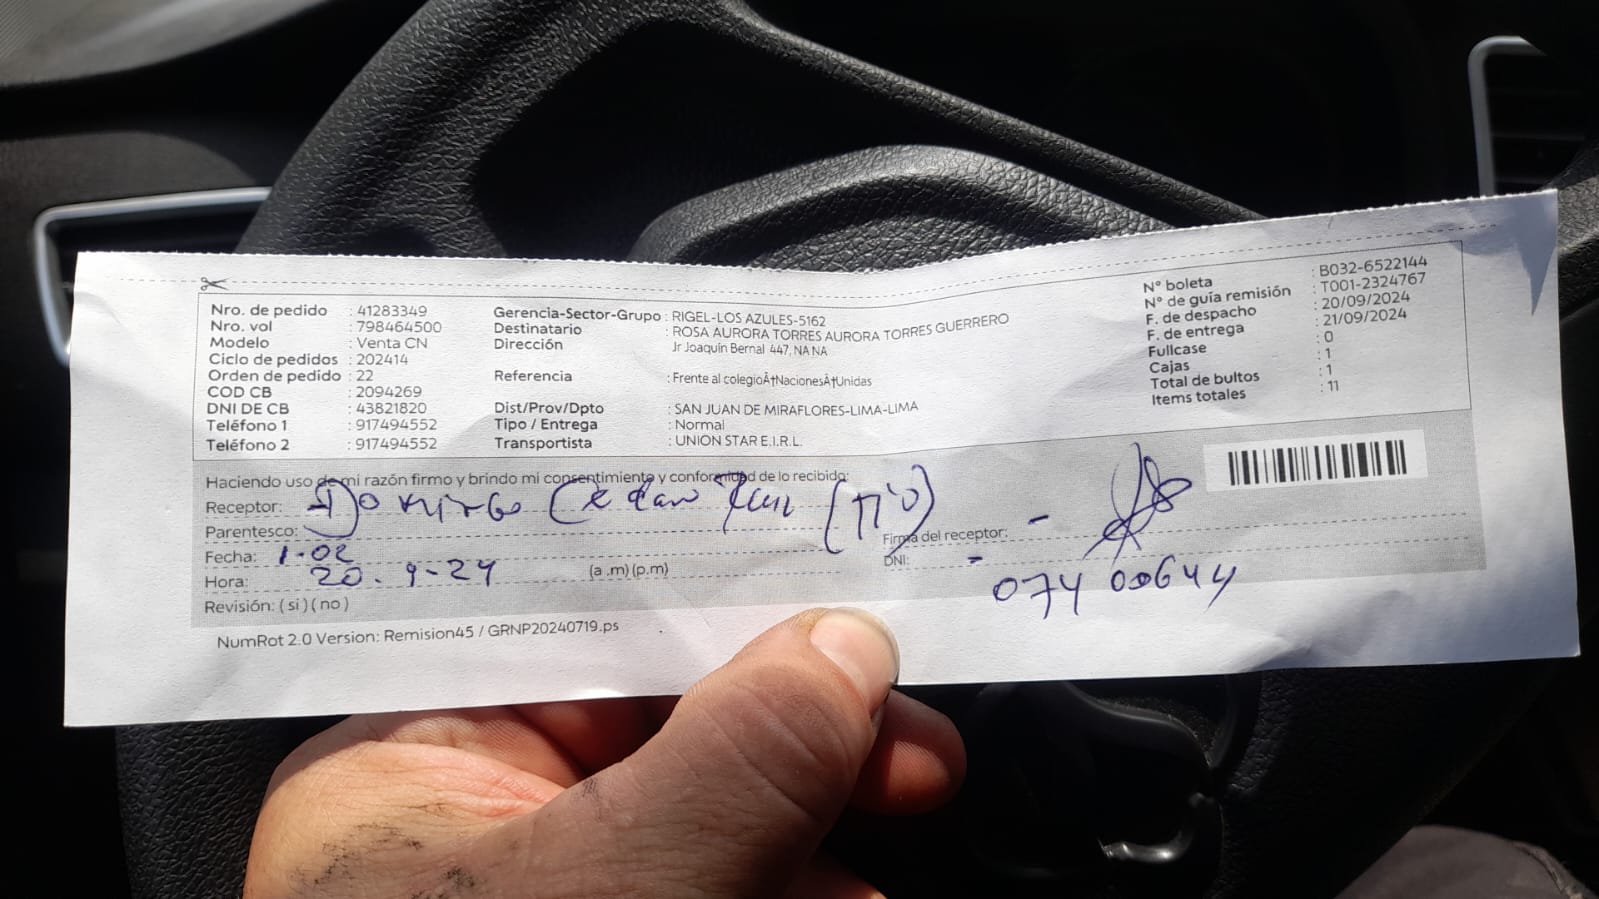 Nro. de pedido : 41283349
Nro. vol : 798464500
Modelo : Venta CN
Ciclo de pedidos : 202414
Orden de pedido : 22
COD CB : 2094269
DNI DE CB : 43821820
Teléfono 1 : 917494552
Teléfono 2 : 917494552
Gerencia-Sector-Grupo : RIGEL-LOS AZULES-5162
Destinatario : ROSA AURORA TORRES AURORA TORRES GUERRERO
Dirección Jr Joaquin Bernal 447, NA NA
Referencia : Frente al colegioÂ†NacionesÂ†Unidas
Dist/Prov/Dpto : SAN JUAN DE MIRAFLORES-LIMA-LIMA
Tipo / Entrega : Normal
Transportista : UNION STAR E.I.R.L.
N° boleta : B032-6522144
N° de guía remisión : T001-2324767
F. de despacho : 20/09/2024
F. de entrega : 21/09/2024
Fullcase : 0
Cajas : 1
Total de bultos : 1
Items totales : 11
Haciendo uso de mi razón firmo y brindo mi consentimiento y conformidad de lo recibido:
Receptor: Domingo (TIO)
Parentesco:
Firma del receptor: -
Fecha: 1-02
DNI: - 07400644
Hora: 20.9-24 (a .m) (p.m)
Revisión: ( si ) ( no )
NumRot 2.0 Version: Remision45 / GRNP20240719.ps